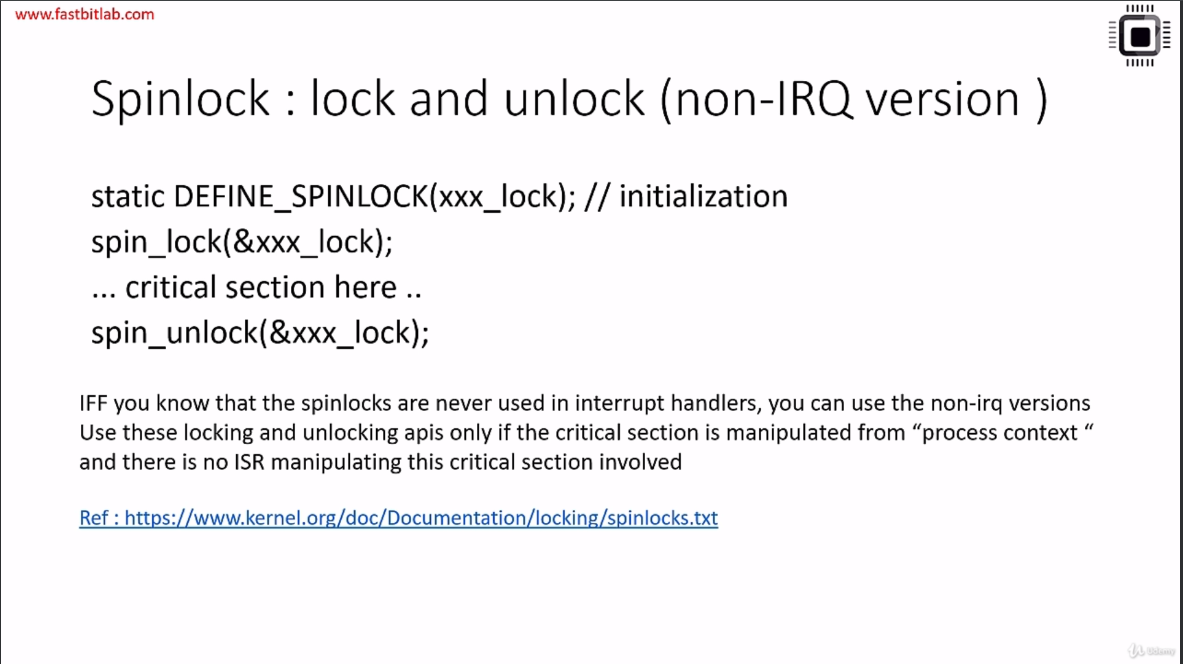 www.fastbitlab.com
Spinlock : lock and unlock (non-IRQ version )
static DEFINE_SPINLOCK(xxx_lock); // initialization
spin_lock(&xxx_lock);
... critical section here ..
spin_unlock(&xxx_lock);
IFF you know that the spinlocks are never used in interrupt handlers, you can use the non-irq versions
Use these locking and unlocking apis only if the critical section is manipulated from “process context “
and there is no ISR manipulating this critical section involved
Ref : https://www.kernel.org/doc/Documentation/locking/spinlocks.txt
Udemy